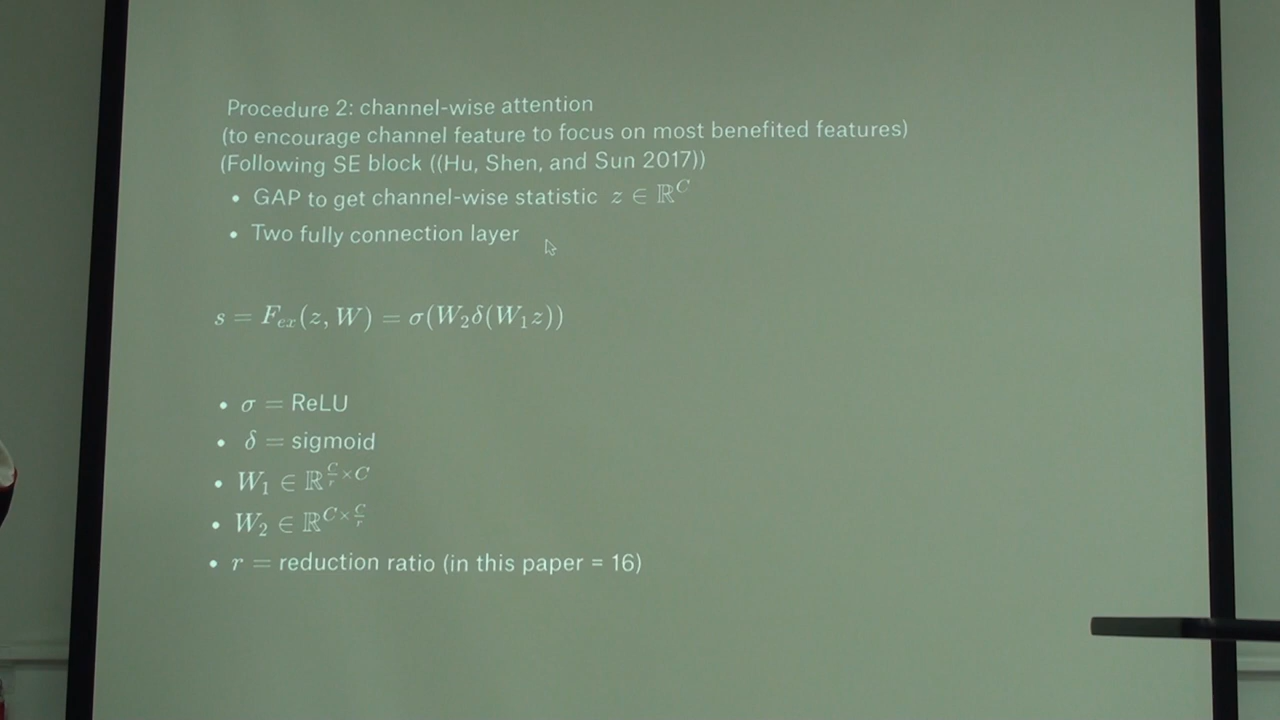 Procedure 2: channel-wise attention
(to encourage channel feature to focus on most benefited features)
(Following SE block ((Hu, Shen, and Sun 2017))
• GAP to get channel-wise statistic z ∈ ℝ^C
• Two fully connection layer
s = F_ex(z, W) = σ(W_2δ(W_1z))
• σ = ReLU
• δ = sigmoid
• W_1 ∈ ℝ^{C/r × C}
• W_2 ∈ ℝ^{C × C/r}
• r = reduction ratio (in this paper = 16)